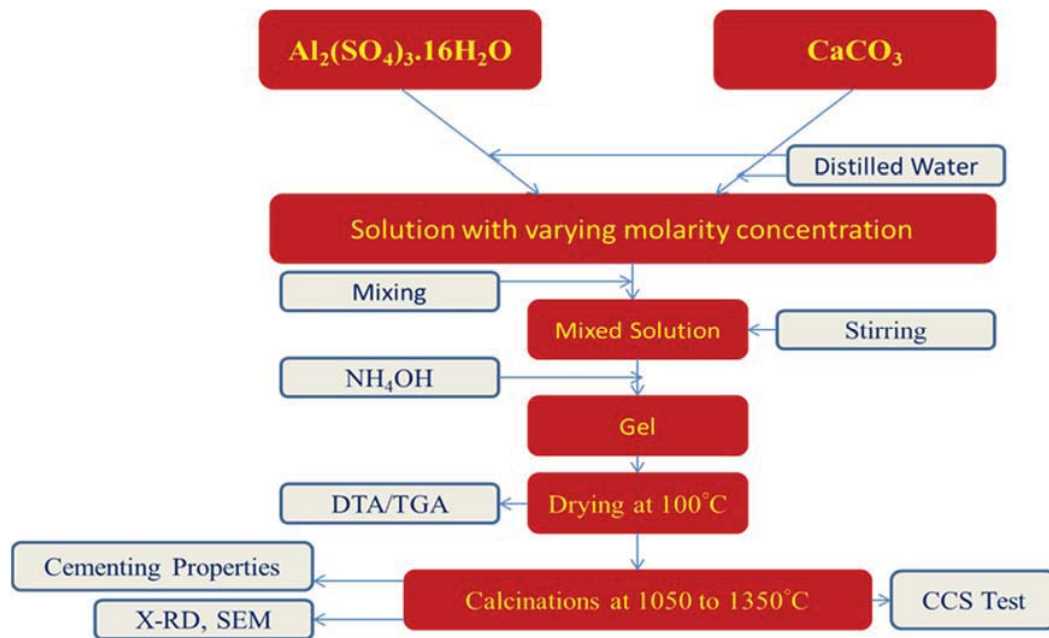 Al₂(SO₄)₃.16H₂O
CaCO₃
Distilled Water
Solution with varying molarity concentration
Mixing
Mixed Solution
Stirring
NH₄OH
Gel
DTA/TGA
Drying at 100°C
Cementing Properties
Calcinations at 1050 to 1350°C
CCS Test
X-RD, SEM